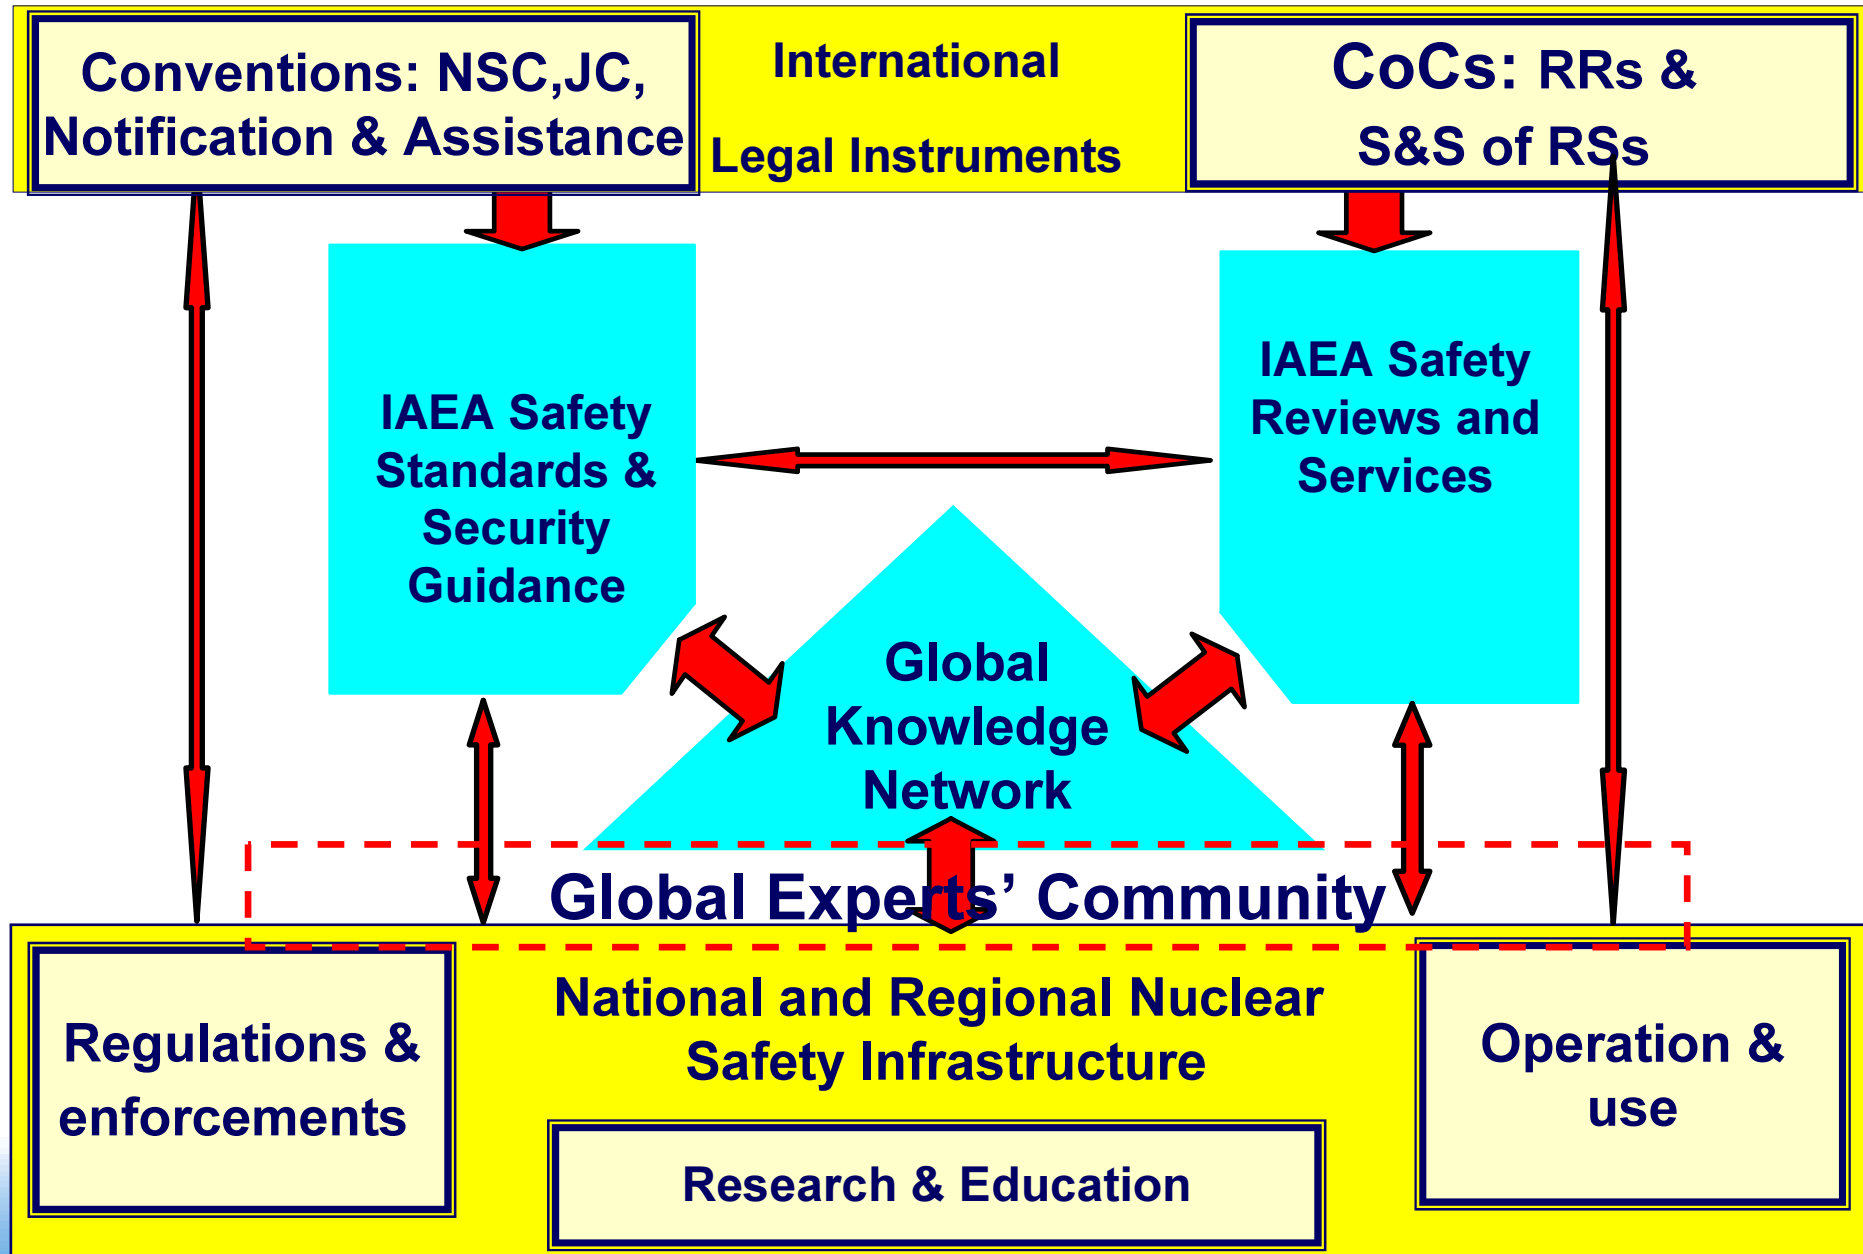 Conventions: NSC,JC,
Notification & Assistance
International
Legal Instruments
CoCs: RRs &
S&S of RSs
IAEA Safety
Standards &
Security
Guidance
IAEA Safety
Reviews and
Services
Global
Knowledge
Network
Global Experts’ Community
Regulations &
enforcements
National and Regional Nuclear
Safety Infrastructure
Research & Education
Operation &
use